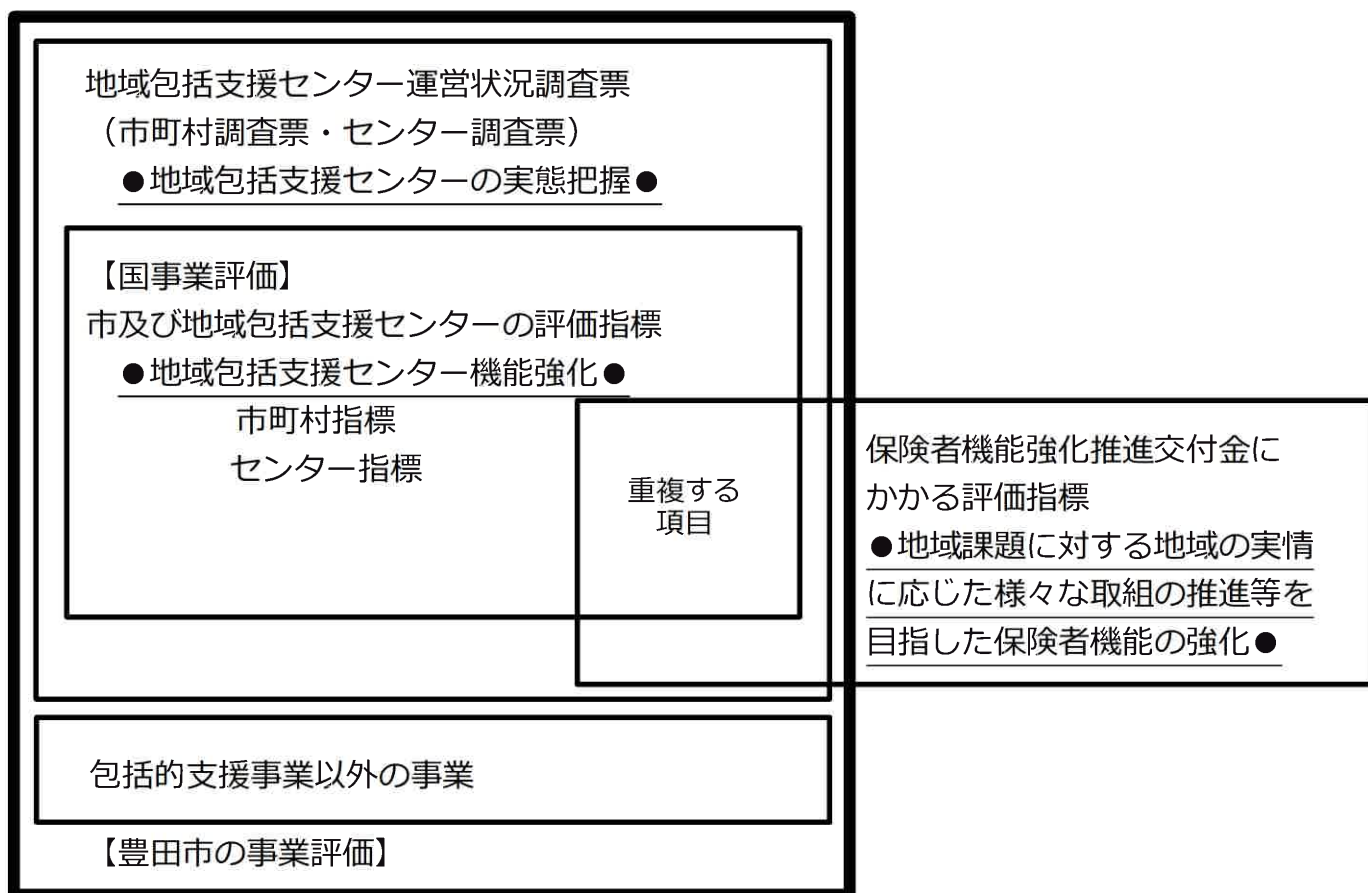 地域包括支援センター運営状況調査票
（市町村調査票・センター調査票）
●地域包括支援センターの実態把握●
【国事業評価】
市及び地域包括支援センターの評価指標
●地域包括支援センター機能強化●
市町村指標
センター指標
重複する
項目
保険者機能強化推進交付金に
かかる評価指標
●地域課題に対する地域の実情
に応じた様々な取組の推進等を
目指した保険者機能の強化●
包括的支援事業以外の事業
【豊田市の事業評価】